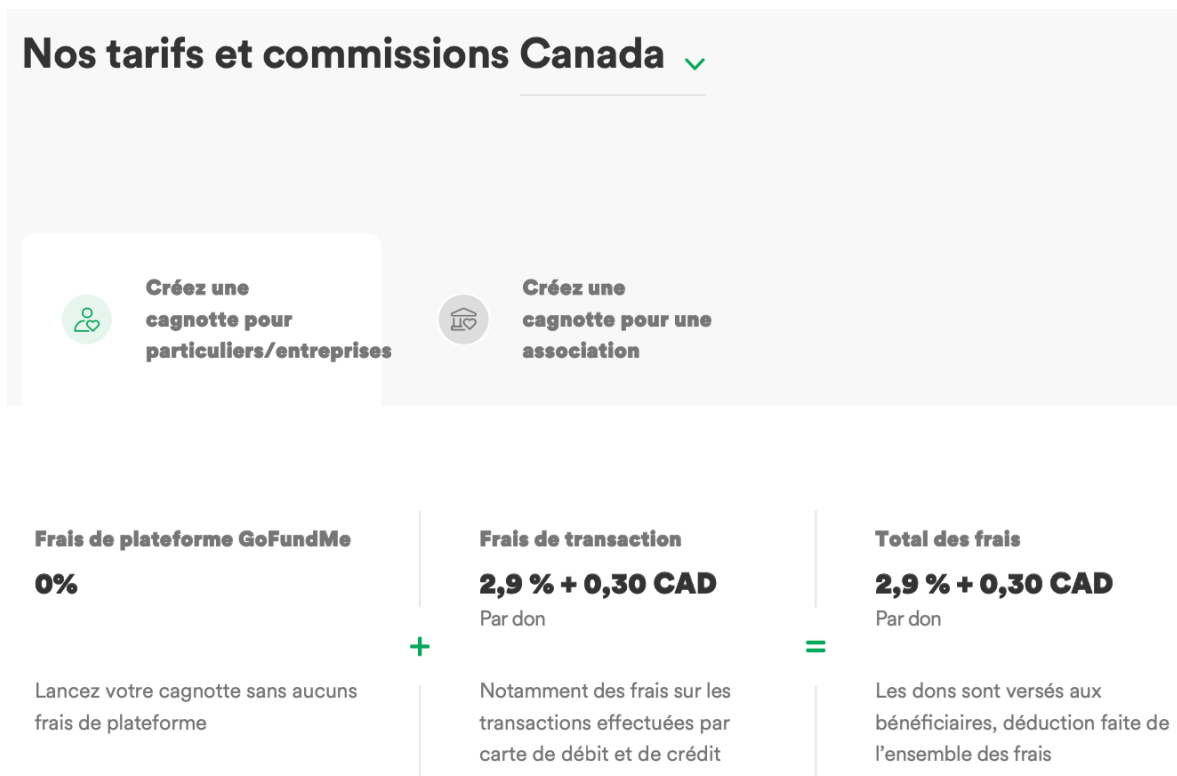 Nos tarifs et commissions Canada
Créez une
cagnotte pour
particuliers/entreprises
Créez une
cagnotte pour une
association
Frais de plateforme GoFundMe
0%
Lancez votre cagnotte sans aucuns
frais de plateforme
+
Frais de transaction
2,9 % + 0,30 CAD
Par don
Notamment des frais sur les
transactions effectuées par
carte de débit et de crédit
=
Total des frais
2,9 % + 0,30 CAD
Par don
Les dons sont versés aux
bénéficiaires, déduction faite de
l’ensemble des frais